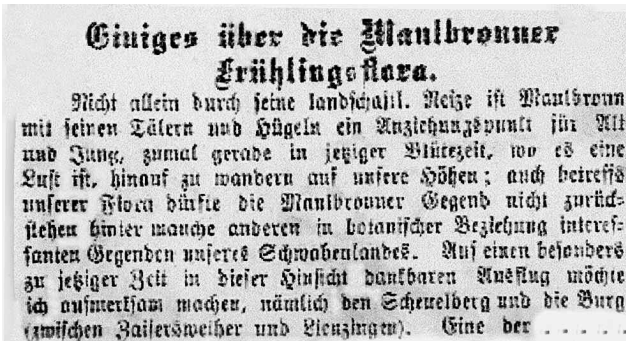 Einiges über die Maulbronner
Frühlingsflora.
Nicht allein durch seine landschaftl. Reize ist Maulbronn
mit seinen Tälern und Hügeln ein Anziehungspunkt für Alt
und Jung, zumal gerade in jetziger Blütezeit, wo es eine
Lust ist, hinauf zu wandern auf unsere Höhen; auch betreffs
unserer Flora dürfte die Maulbronner Gegend nicht zurück-
stehen hinter manche anderen in botanischer Beziehung interes-
santen Gegenden unseres Schwabenlandes. Auf einen besonders
zu jetziger Zeit in dieser Hinsicht dankbaren Ausflug möchte
ich aufmerksam machen, nämlich den Scheuelberg und die Burg
(zwischen Zaisersweiher und Lienzingen). Eine der . . . . .